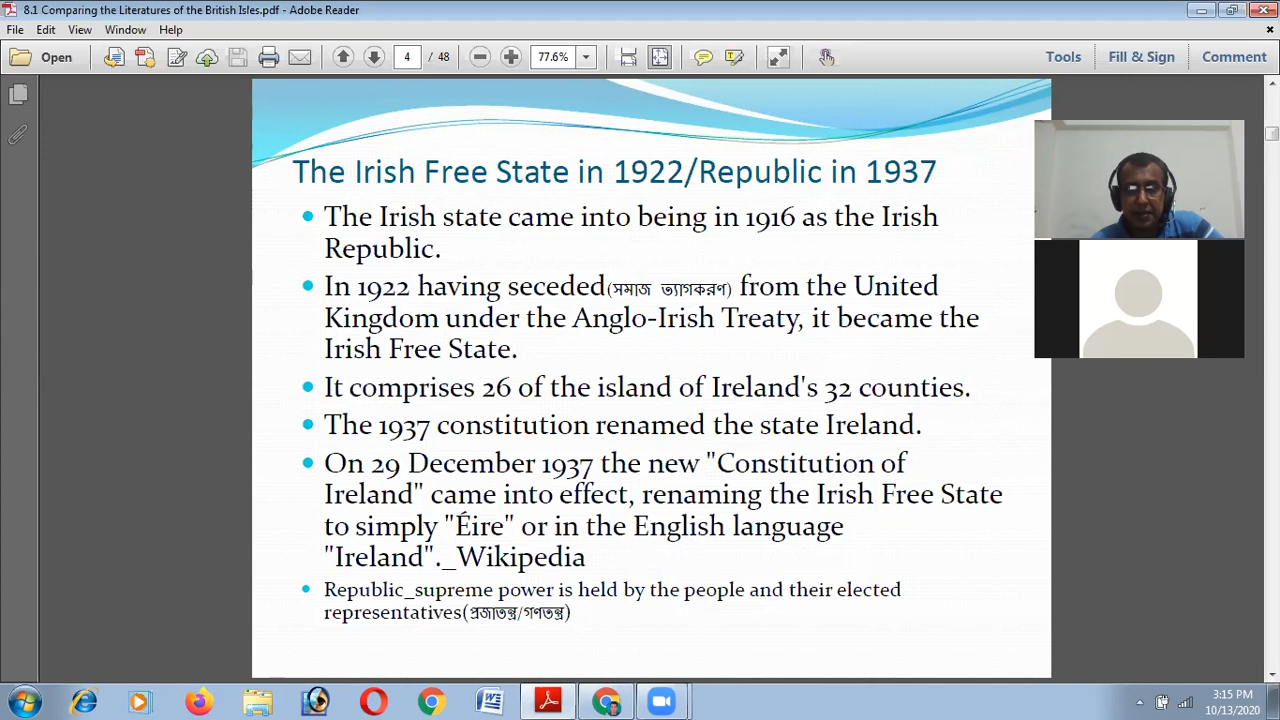 8.1 Comparing the Literatures of the British Isles.pdf - Adobe Reader
File Edit View Window Help
Open 4 / 48 77.6% Tools Fill & Sign Comment
The Irish Free State in 1922/Republic in 1937
The Irish state came into being in 1916 as the Irish
Republic.
In 1922 having seceded(সমাজ ত্যাগকরণ) from the United
Kingdom under the Anglo-Irish Treaty, it became the
Irish Free State.
It comprises 26 of the island of Ireland's 32 counties.
The 1937 constitution renamed the state Ireland.
On 29 December 1937 the new "Constitution of
Ireland" came into effect, renaming the Irish Free State
to simply "Éire" or in the English language
"Ireland"._Wikipedia
Republic_supreme power is held by the people and their elected
representatives(প্রজাতন্ত্র/গণতন্ত্র)
3:15 PM
10/13/2020